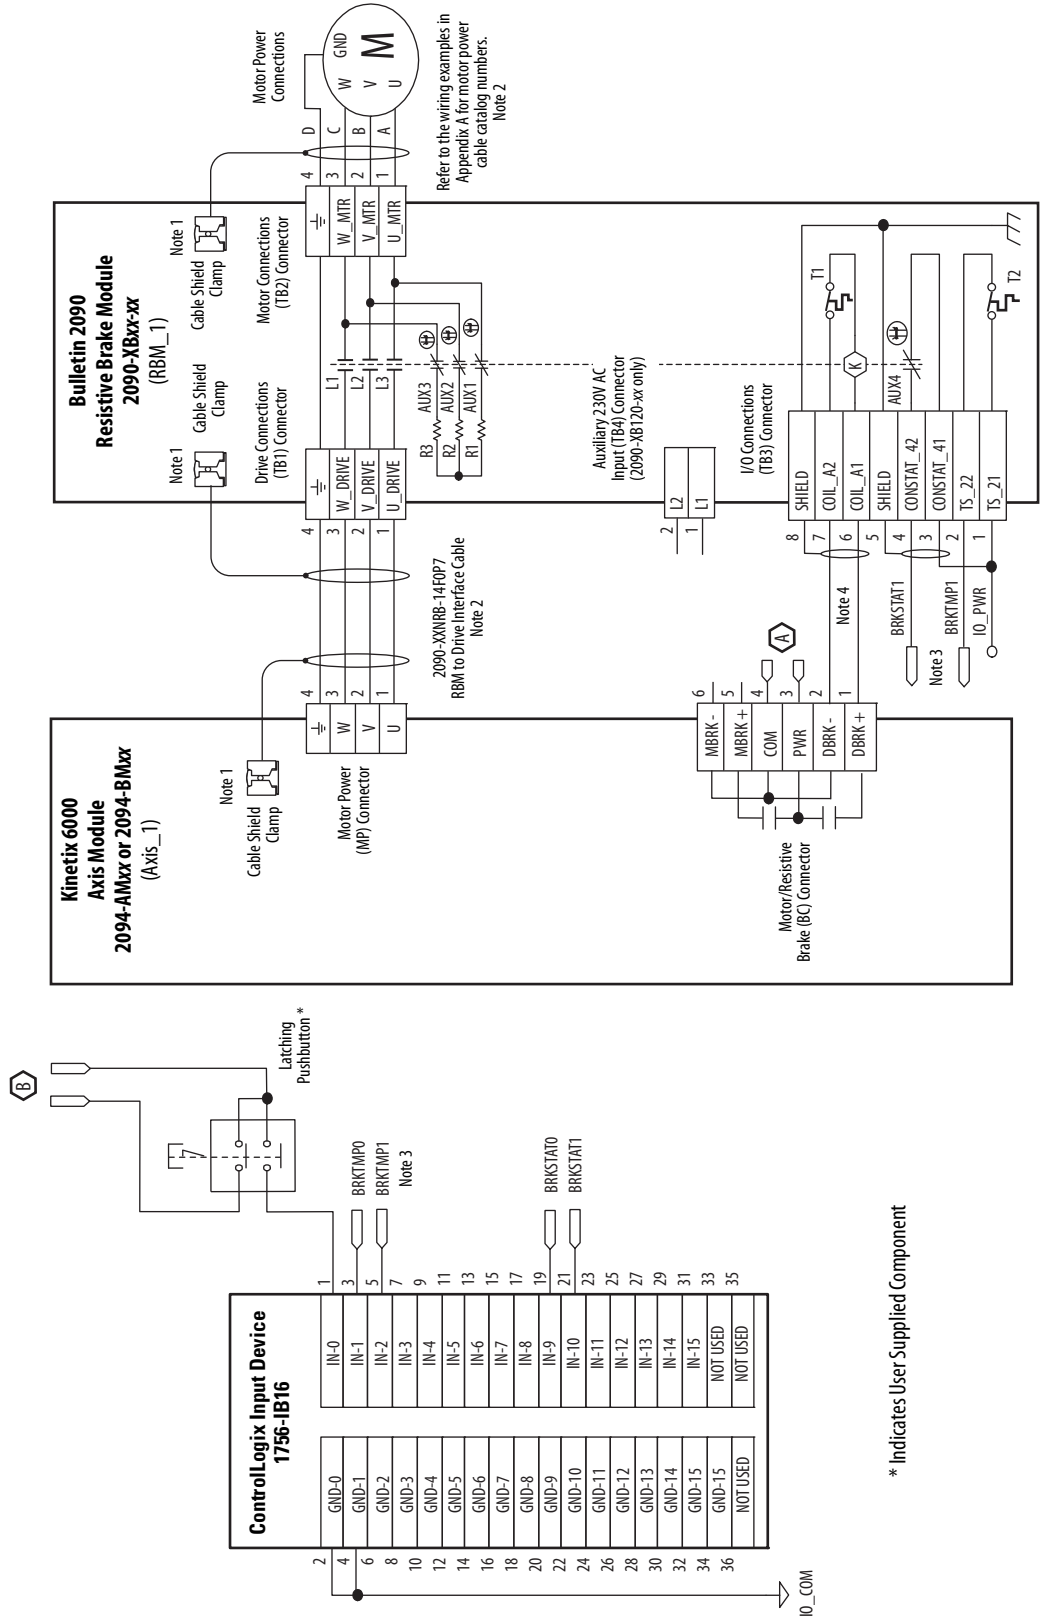 ControlLogix Input Device
1756-IB16
2
4
6
8
10
12
14
16
18
20
22
24
26
28
30
32
34
36
GND-0
GND-1
GND-2
GND-3
GND-4
GND-5
GND-6
GND-7
GND-8
GND-9
GND-10
GND-11
GND-12
GND-13
GND-14
GND-15
GND-15
NOT USED
IN-0
IN-1
IN-2
IN-3
IN-4
IN-5
IN-6
IN-7
IN-8
IN-9
IN-10
IN-11
IN-12
IN-13
IN-14
IN-15
NOT USED
NOT USED
1
3
5
7
9
11
13
15
17
19
21
23
25
27
29
31
33
35
IO_COM
BRKTMP0
BRKTMP1
Note 3
BRKSTAT0
BRKSTAT1
Latching
Pushbutton *
B
* Indicates User Supplied Component
Kinetix 6000
Axis Module
2094-AMxx or 2094-BMxx
(Axis_1)
Note 1
Cable Shield
Clamp
Motor Power
(MP) Connector
W
V
U
4
3
2
1
Motor/Resistive
Brake (BC) Connector
MBRK -
MBRK +
COM
PWR
DBRK -
DBRK +
6
5
4
3
2
1
A
2090-XXNRB-14F0P7
RBM to Drive Interface Cable
Note 2
Note 4
BRKSTAT1
Note 3
BRKTMP1
IO_PWR
Bulletin 2090
Resistive Brake Module
2090-XBxx-xx
(RBM_1)
Note 1
Cable Shield
Clamp
Note 1
Cable Shield
Clamp
Drive Connections
(TB1) Connector
Motor Connections
(TB2) Connector
4
3
2
1
W_DRIVE
V_DRIVE
U_DRIVE
L1
L2
L3
R3
R2
R1
AUX3
AUX2
AUX1
W_MTR
V_MTR
U_MTR
4
3
2
1
D
C
B
A
Motor Power
Connections
GND
W
V
U
M
Refer to the wiring examples in
Appendix A for motor power
cable catalog numbers.
Note 2
Auxiliary 230V AC
Input (TB4) Connector
(2090-XB120-xx only)
2
1
L2
L1
I/O Connections
(TB3) Connector
8
7
6
5
4
3
2
1
SHIELD
COIL_A2
COIL_A1
SHIELD
CONSTAT_42
CONSTAT_41
TS_22
TS_21
T1
K
AUX4
T2